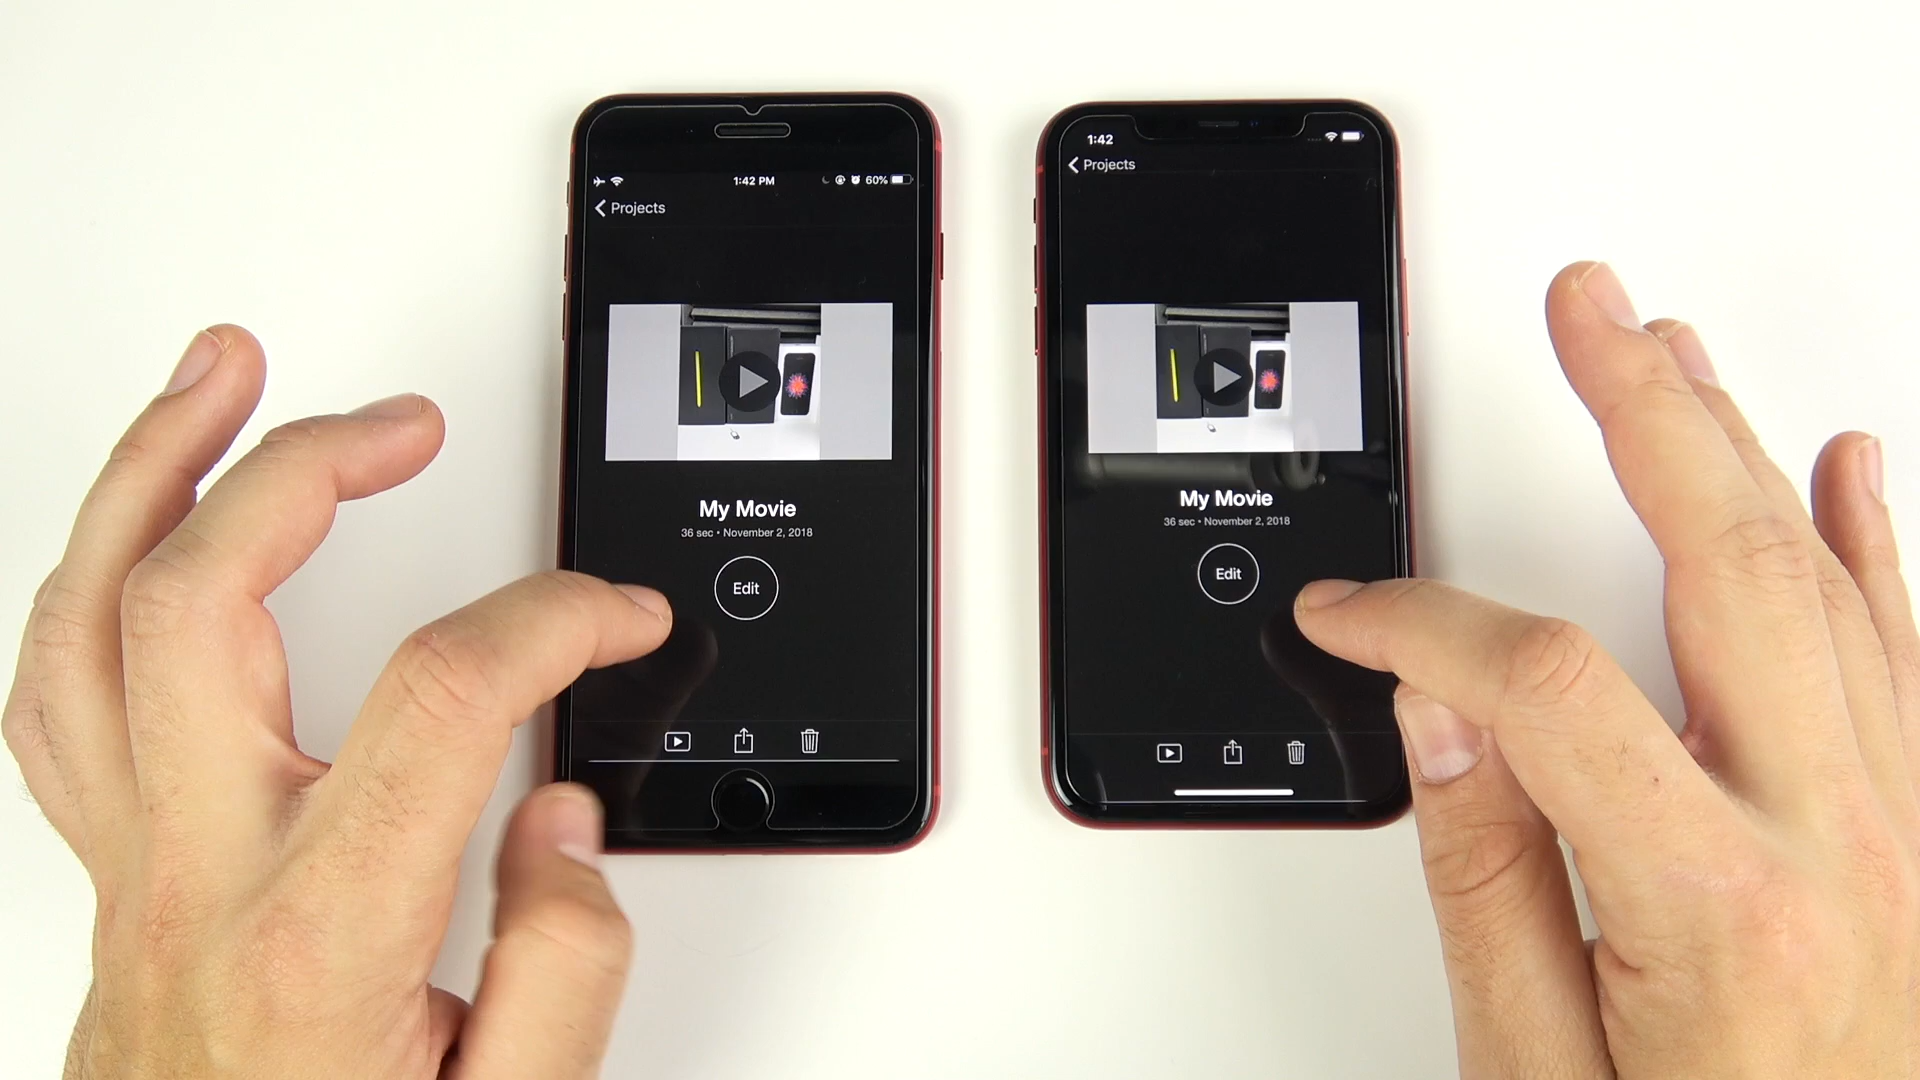 1:42 PM
60%
Projects
My Movie
36 sec • November 2, 2018
Edit
1:42
Projects
My Movie
36 sec • November 2, 2018
Edit